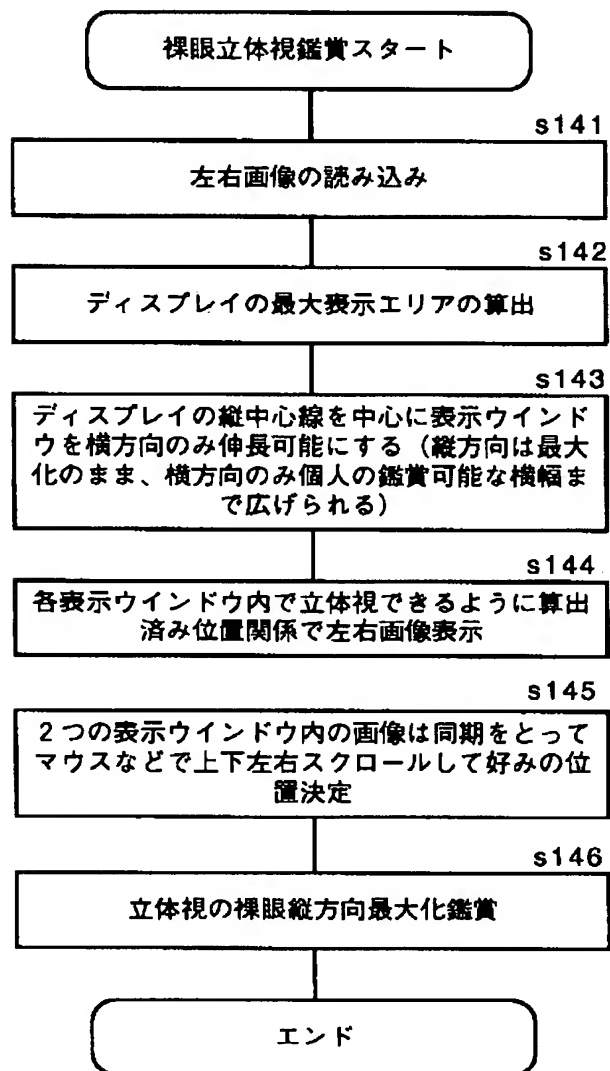 裸眼立体視鑑賞スタート
s141
左右画像の読み込み
s142
ディスプレイの最大表示エリアの算出
s143
ディスプレイの縦中心線を中心に表示ウインド
ウを横方向のみ伸長可能にする（縦方向は最大
化のまま、横方向のみ個人の鑑賞可能な横幅ま
で広げられる）
s144
各表示ウインドウ内で立体視できるように算出
済み位置関係で左右画像表示
s145
２つの表示ウインドウ内の画像は同期をとって
マウスなどで上下左右スクロールして好みの位
置決定
s146
立体視の裸眼縦方向最大化鑑賞
エンド